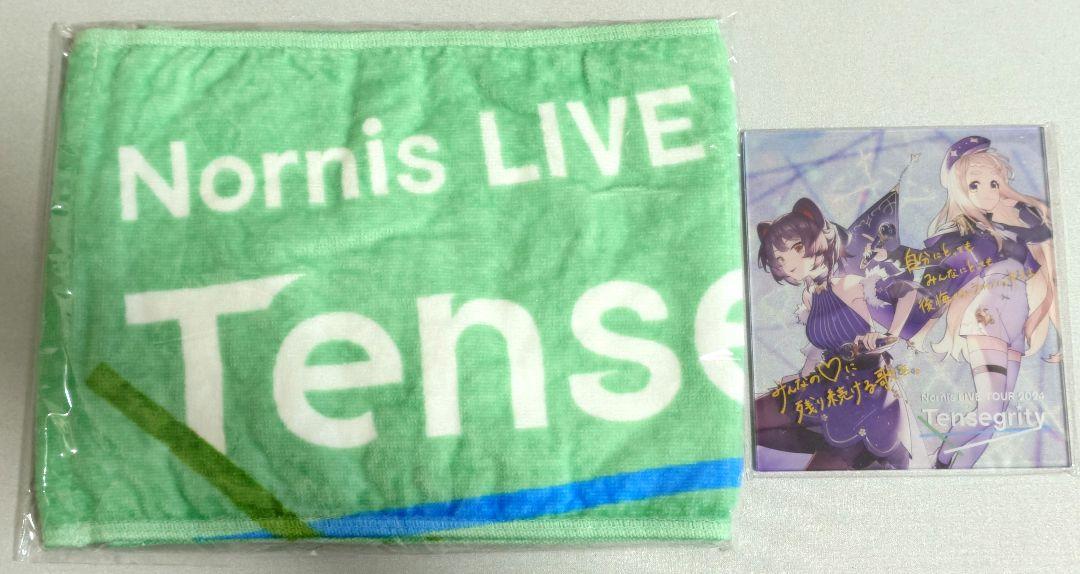 Nornis LIVE
Tense
自分にとっても
みんなにとっても
みんなの♡に
残り続ける歌を。
Nornis LIVE TOUR 2024
Tensegrity